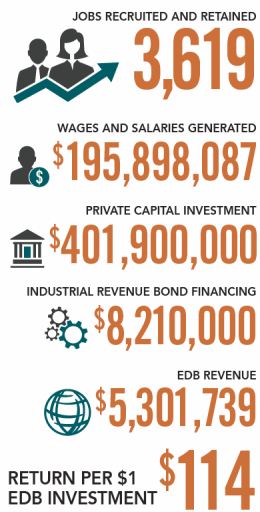 JOBS RECRUITED AND RETAINED
3,619
WAGES AND SALARIES GENERATED
$
$195,898,087
PRIVATE CAPITAL INVESTMENT
$401,900,000
INDUSTRIAL REVENUE BOND FINANCING
$8,210,000
EDB REVENUE
$5,301,739
RETURN PER $1
EDB INVESTMENT
$114